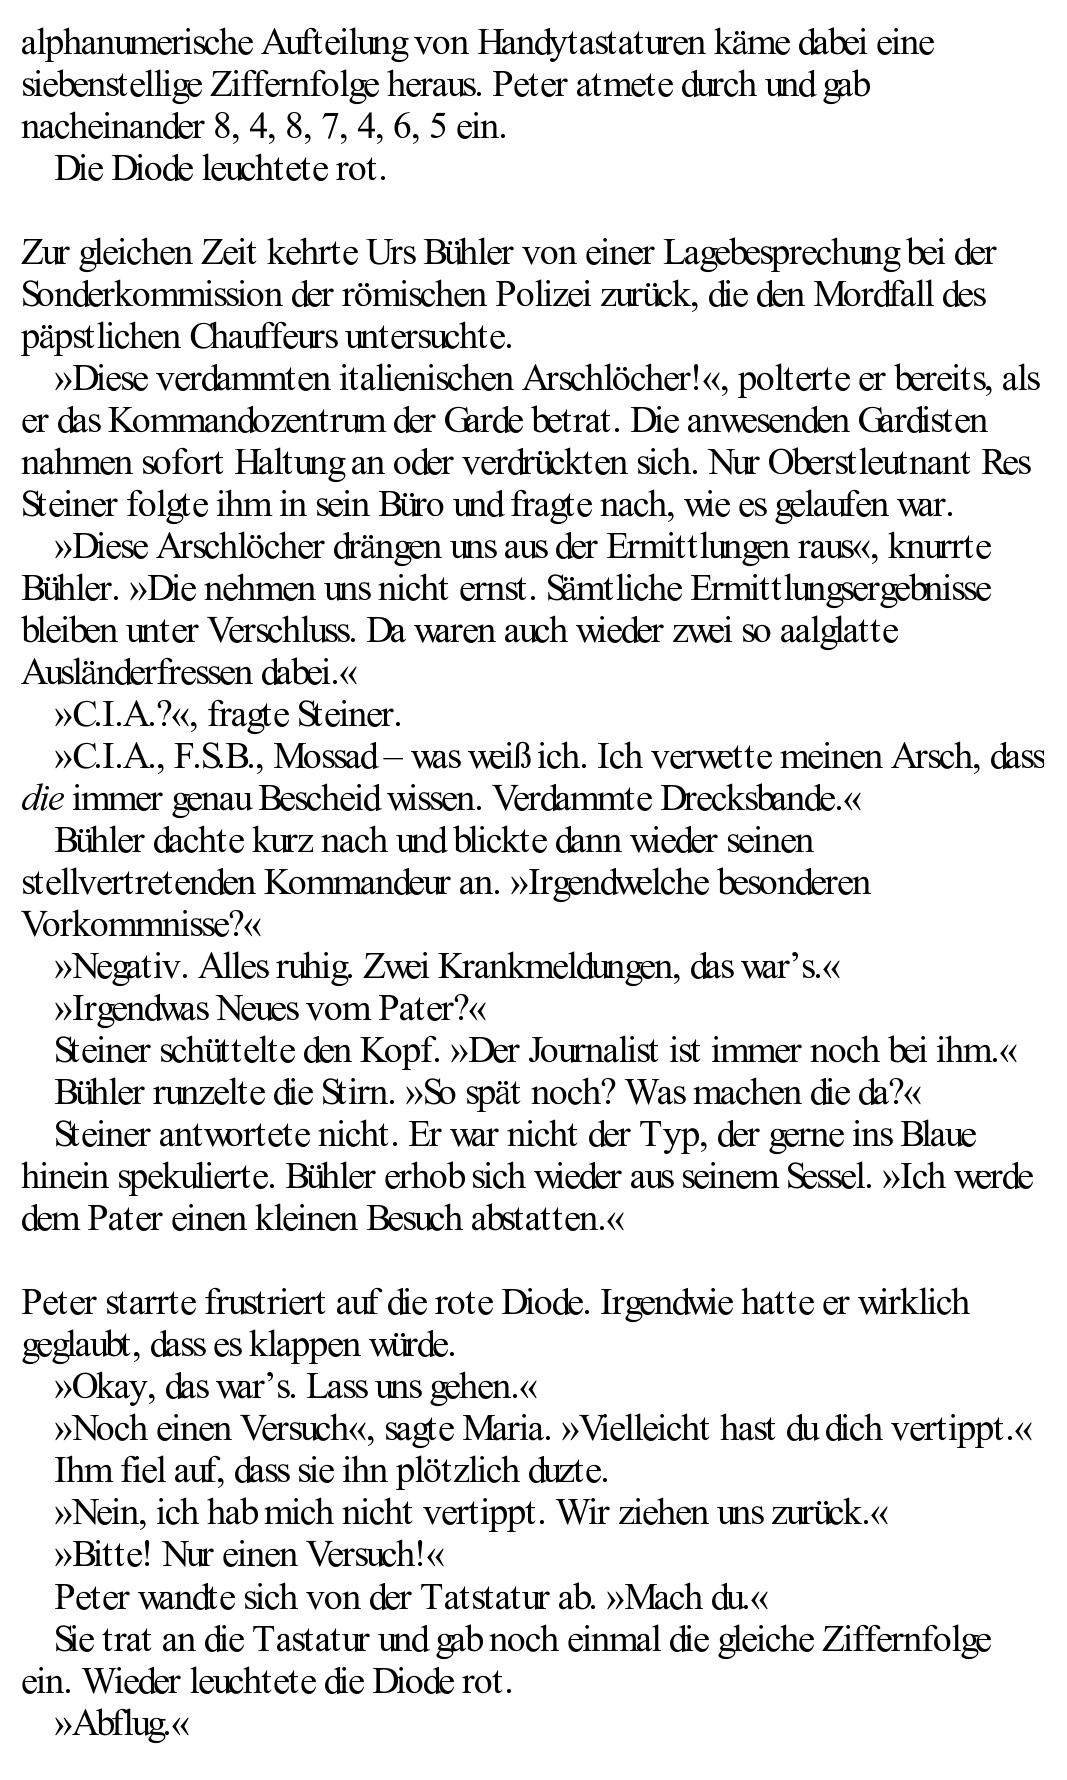 alphanumerische Aufteilung von Handytastaturen käme dabei eine
siebenstellige Ziffernfolge heraus. Peter atmete durch und gab
nacheinander 8, 4, 8, 7, 4, 6, 5 ein.
Die Diode leuchtete rot.
Zur gleichen Zeit kehrte Urs Bühler von einer Lagebesprechung bei der
Sonderkommission der römischen Polizei zurück, die den Mordfall des
päpstlichen Chauffeurs untersuchte.
»Diese verdammten italienischen Arschlöcher!«, polterte er bereits, als
er das Kommandozentrum der Garde betrat. Die anwesenden Gardisten
nahmen sofort Haltung an oder verdrückten sich. Nur Oberstleutnant Res
Steiner folgte ihm in sein Büro und fragte nach, wie es gelaufen war.
»Diese Arschlöcher drängen uns aus der Ermittlungen raus«, knurrte
Bühler. »Die nehmen uns nicht ernst. Sämtliche Ermittlungsergebnisse
bleiben unter Verschluss. Da waren auch wieder zwei so aalglatte
Ausländerfressen dabei.«
»C.I.A.?«, fragte Steiner.
»C.I.A., F.S.B., Mossad – was weiß ich. Ich verwette meinen Arsch, dass
die immer genau Bescheid wissen. Verdammte Drecksbande.«
Bühler dachte kurz nach und blickte dann wieder seinen
stellvertretenden Kommandeur an. »Irgendwelche besonderen
Vorkommnisse?«
»Negativ. Alles ruhig. Zwei Krankmeldungen, das war’s.«
»Irgendwas Neues vom Pater?«
Steiner schüttelte den Kopf. »Der Journalist ist immer noch bei ihm.«
Bühler runzelte die Stirn. »So spät noch? Was machen die da?«
Steiner antwortete nicht. Er war nicht der Typ, der gerne ins Blaue
hinein spekulierte. Bühler erhob sich wieder aus seinem Sessel. »Ich werde
dem Pater einen kleinen Besuch abstatten.«
Peter starrte frustriert auf die rote Diode. Irgendwie hatte er wirklich
geglaubt, dass es klappen würde.
»Okay, das war’s. Lass uns gehen.«
»Noch einen Versuch«, sagte Maria. »Vielleicht hast du dich vertippt.«
Ihm fiel auf, dass sie ihn plötzlich duzte.
»Nein, ich hab mich nicht vertippt. Wir ziehen uns zurück.«
»Bitte! Nur einen Versuch!«
Peter wandte sich von der Tatstatur ab. »Mach du.«
Sie trat an die Tastatur und gab noch einmal die gleiche Ziffernfolge
ein. Wieder leuchtete die Diode rot.
»Abflug.«